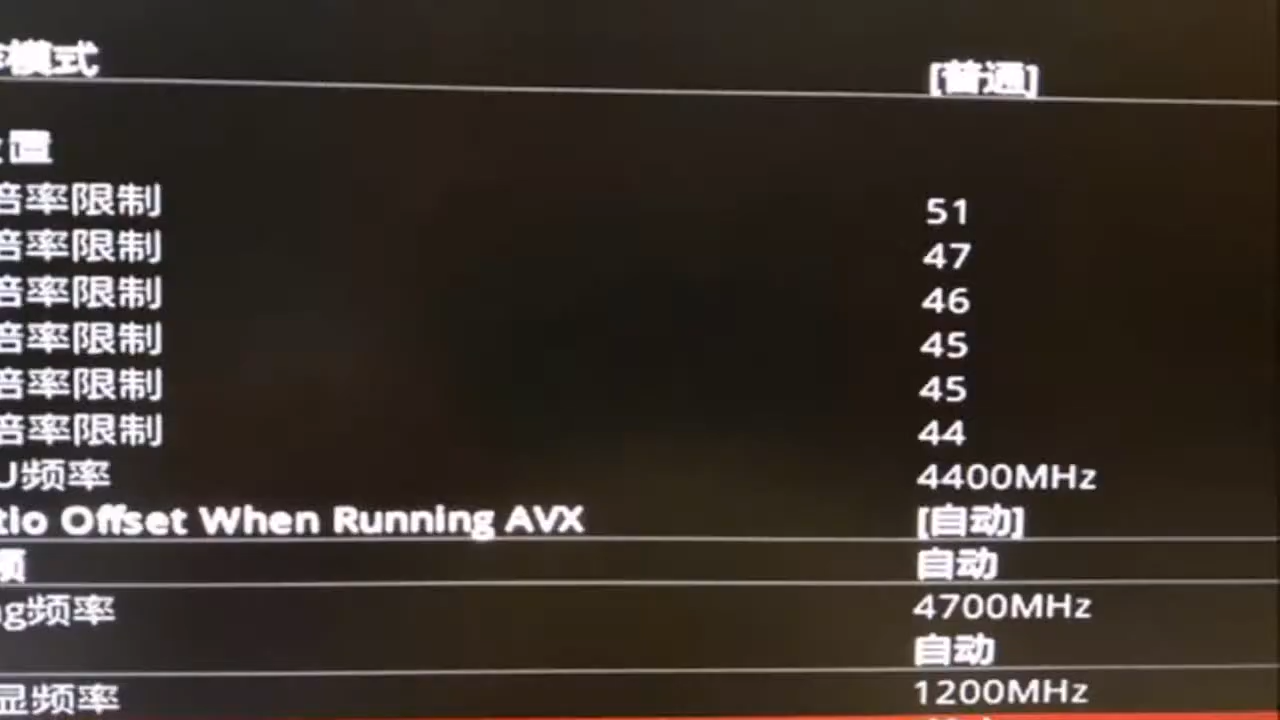 模式 [普通]
置
倍率限制 51
倍率限制 47
倍率限制 46
倍率限制 45
倍率限制 45
倍率限制 44
U频率 4400MHz
tio Offset When Running AVX [自动]
频 自动
ng频率 4700MHz
自动
显频率 1200MHz